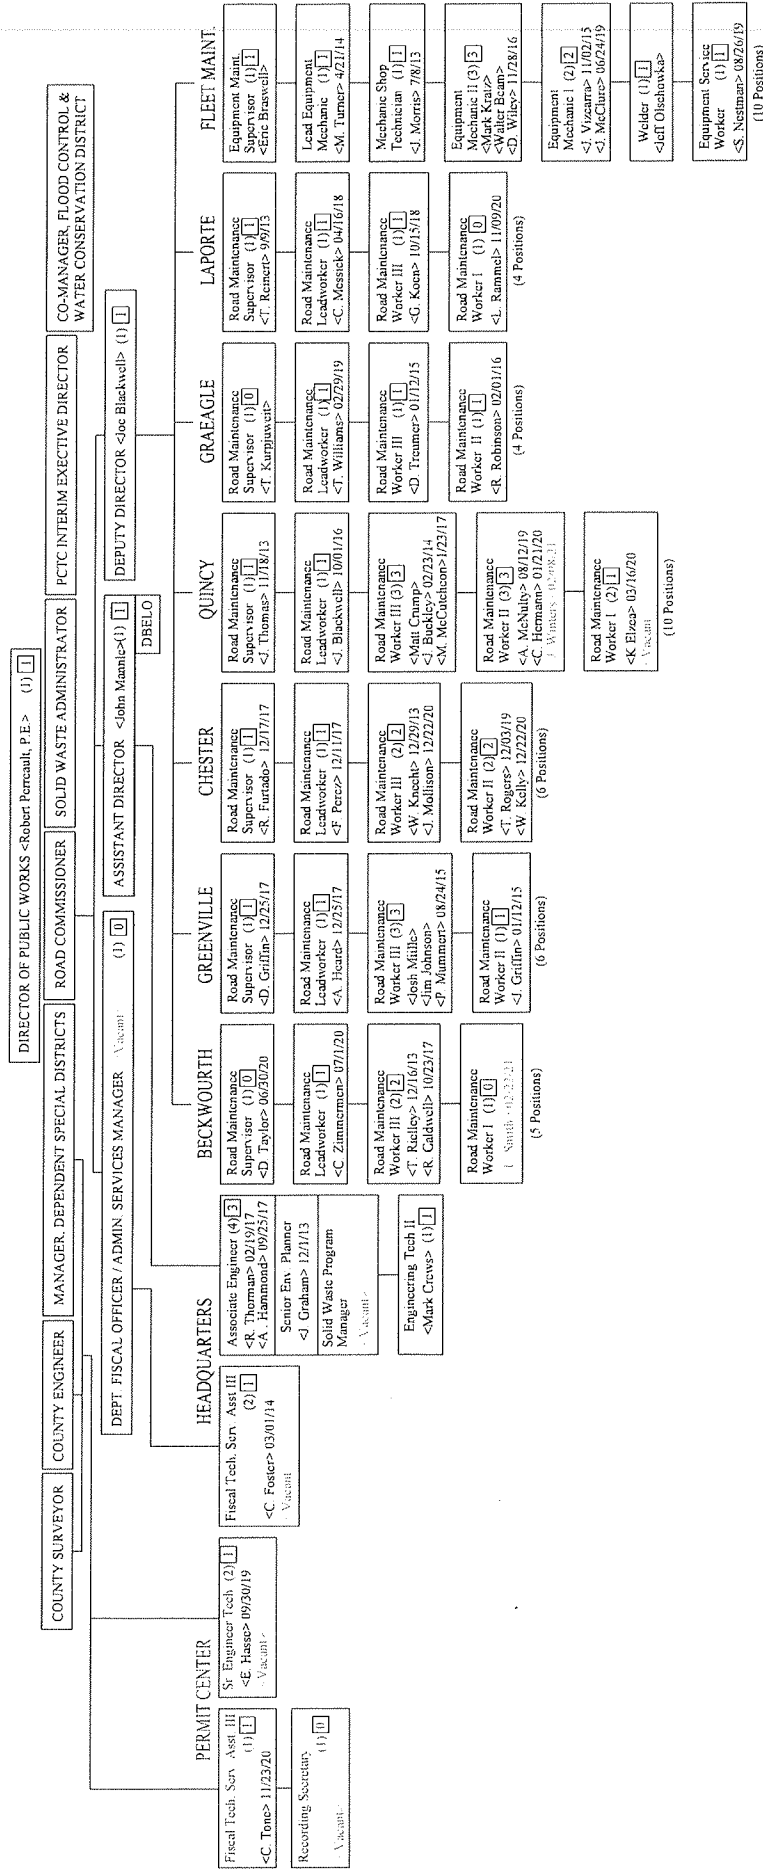 DIRECTOR OF PUBLIC WORKS <Robert Perreault, P.E.> (1) 1
COUNTY SURVEYOR
COUNTY ENGINEER
MANAGER, DEPENDENT SPECIAL DISTRICTS
ROAD COMMISSIONER
SOLID WASTE ADMINISTRATOR
PCTC INTERIM EXECTIVE DIRECTOR
CO-MANAGER, FLOOD CONTROL &
WATER CONSERVATION DISTRICT
DEPT. FISCAL OFFICER / ADMIN. SERVICES MANAGER <Vacant> (1) 0
ASSISTANT DIRECTOR <John Mannle>(1) 1
DBELO
DEPUTY DIRECTOR <Joe Blackwell> (1) 1
PERMIT CENTER
Fiscal Tech. Serv. Asst III
(1) 1
<C. Tone> 11/23/20
Recording Secretary
(1) 0
<Vacant>
Sr. Engineer Tech (2) 1
<E. Hasse> 09/30/19
<Vacant>
HEADQUARTERS
Fiscal Tech. Serv. Asst III
(2) 1
<C. Foster> 03/01/14
<Vacant
Associate Engineer (4) 3
<R. Thorman> 02/19/17
<A. Hammond> 09/25/17
Senior Env. Planner
<J. Graham> 12/1/13
Solid Waste Program
Manager
<Vacant>
Engineering Tech II
<Mark Crews> (1) 1
BECKWOURTH
Road Maintenance
Supervisor (1) 0
<D. Taylor> 06/30/20
Road Maintenance
Leadworker (1) 1
<C. Zimmermen> 07/1/20
Road Maintenance
Worker III (2) 2
<T. Rielley> 12/16/13
<R. Caldwell> 10/23/17
Road Maintenance
Worker I (1) 0
Smith
(5 Positions)
GREENVILLE
Road Maintenance
Supervisor (1) 1
<D. Griffin> 12/25/17
Road Maintenance
Leadworker (1) 1
<A. Heard> 12/25/17
Road Maintenance
Worker III (3) 3
<Josh Mille>
<Jim Johnson>
<P. Mummert> 08/24/15
Road Maintenance
Worker II (1) 1
<J. Griffin> 01/12/15
(6 Positions)
CHESTER
Road Maintenance
Supervisor (1) 1
<R. Furtado> 12/17/17
Road Maintenance
Leadworker (1) 1
<F. Perez> 12/11/17
Road Maintenance
Worker III (2) 2
<W. Knecht> 12/29/13
<J. Mollison> 12/22/20
Road Maintenance
Worker II (2) 2
<T. Rogers> 12/03/19
<W. Kelly> 12/22/20
(6 Positions)
QUINCY
Road Maintenance
Supervisor (1) 1
<J. Thomas> 11/18/13
Road Maintenance
Leadworker (1) 1
<J. Blackwell> 10/01/16
Road Maintenance
Worker III (3) 3
<Matt Crump>
<J. Buckley> 02/23/14
<M. McCutcheon>1/23/17
Road Maintenance
Worker II (3) 3
<A. McNulty> 08/12/19
<C. Hermann> 01/21/20
J. Winters
Road Maintenance
Worker I (2) 1
<K Elzea> 03/16/20
<Vacant
(10 Positions)
GRAEAGLE
Road Maintenance
Supervisor (1) 0
<T. Kurpjuweit>
Road Maintenance
Leadworker (1) 1
<T. Williams> 02/29/19
Road Maintenance
Worker III (1) 1
<D. Treumer> 01/12/15
Road Maintenance
Worker II (1) 1
<R. Robinson> 02/01/16
(4 Positions)
LAPORTE
Road Maintenance
Supervisor (1) 1
<T. Reinert> 9/9/13
Road Maintenance
Leadworker (1) 1
<C. Messick> 04/16/18
Road Maintenance
Worker III (1) 1
<G. Koen> 10/15/18
Road Maintenance
Worker I (1) 0
<L. Rammel> 11/09/20
(4 Positions)
FLEET MAINT.
Equipment Maint.
Supervisor (1) 1
<Eric Braswell>
Lead Equipment
Mechanic (1) 1
<M. Turner> 4/21/14
Mechanic Shop
Technician (1) 1
<J. Morris> 7/8/13
Equipment
Mechanic II (3) 3
<Mark Kratz>
<Walter Beam>
<D. Wiley> 11/28/16
Equipment
Mechanic I (2) 2
<J. Vizcarra> 11/02/15
<J. McClure> 06/24/19
Welder (1) 1
<Jeff Olschowka>
Equipment Service
Worker (1) 1
<S. Nestman> 08/26/19
(10 Positions)